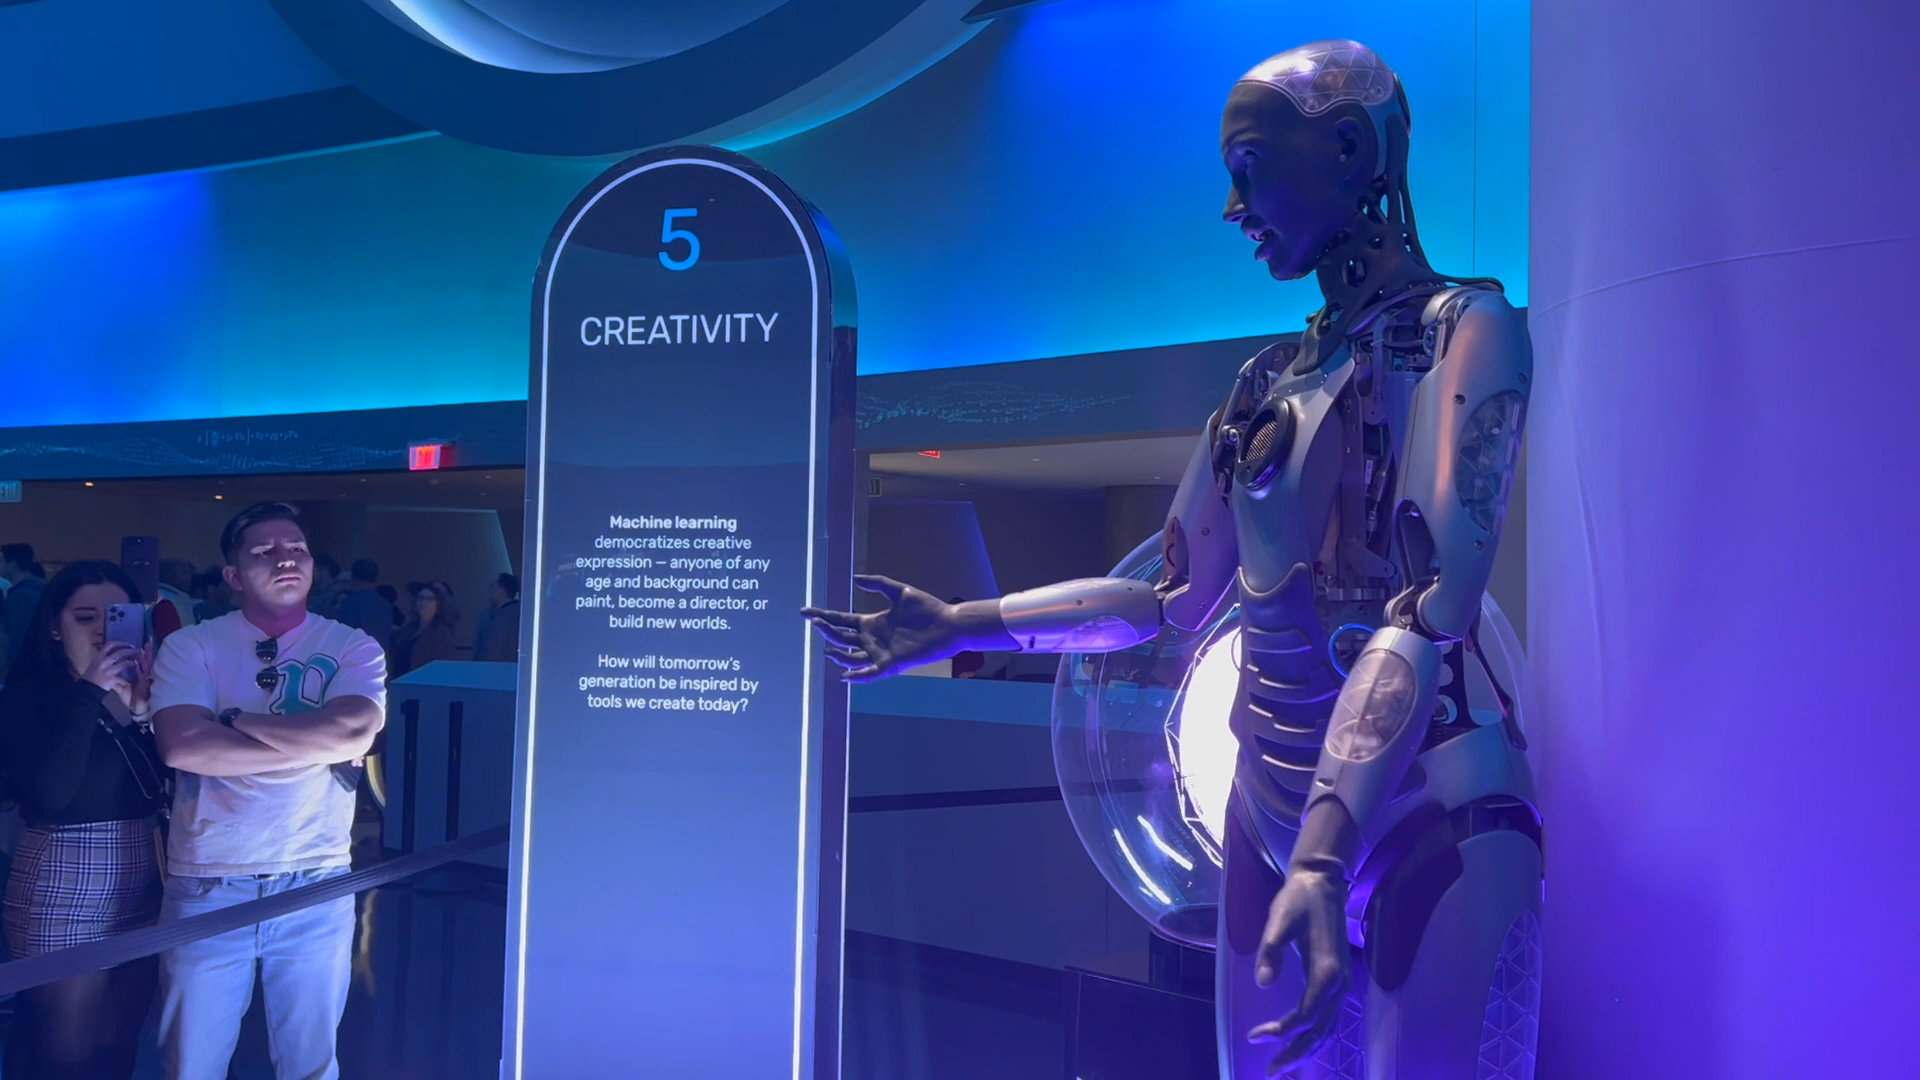 5
CREATIVITY
Machine learning
democratizes creative
expression — anyone of any
age and background can
paint, become a director, or
build new worlds.
How will tomorrow's
generation be inspired by
tools we create today?
EXIT